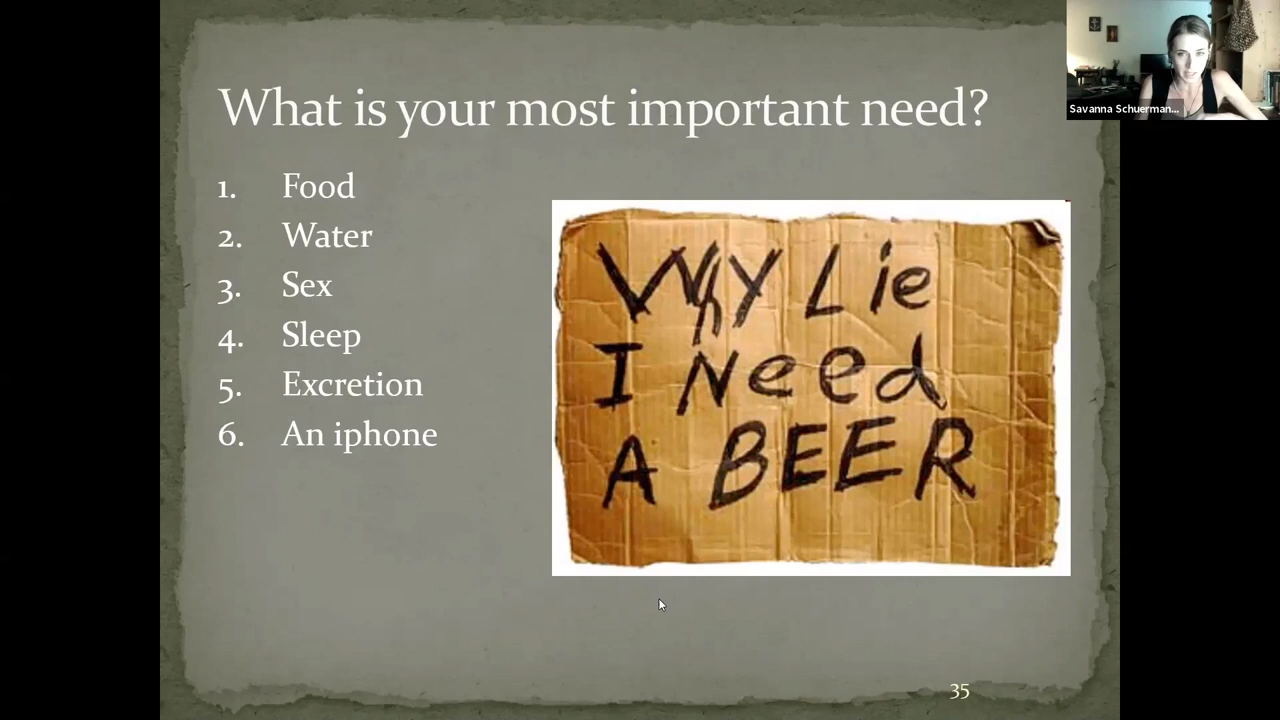 What is your most important need?
1. Food
2. Water
3. Sex
4. Sleep
5. Excretion
6. An iphone
WhY Lie
I Need
A BEER
35
Savanna Schuerman...